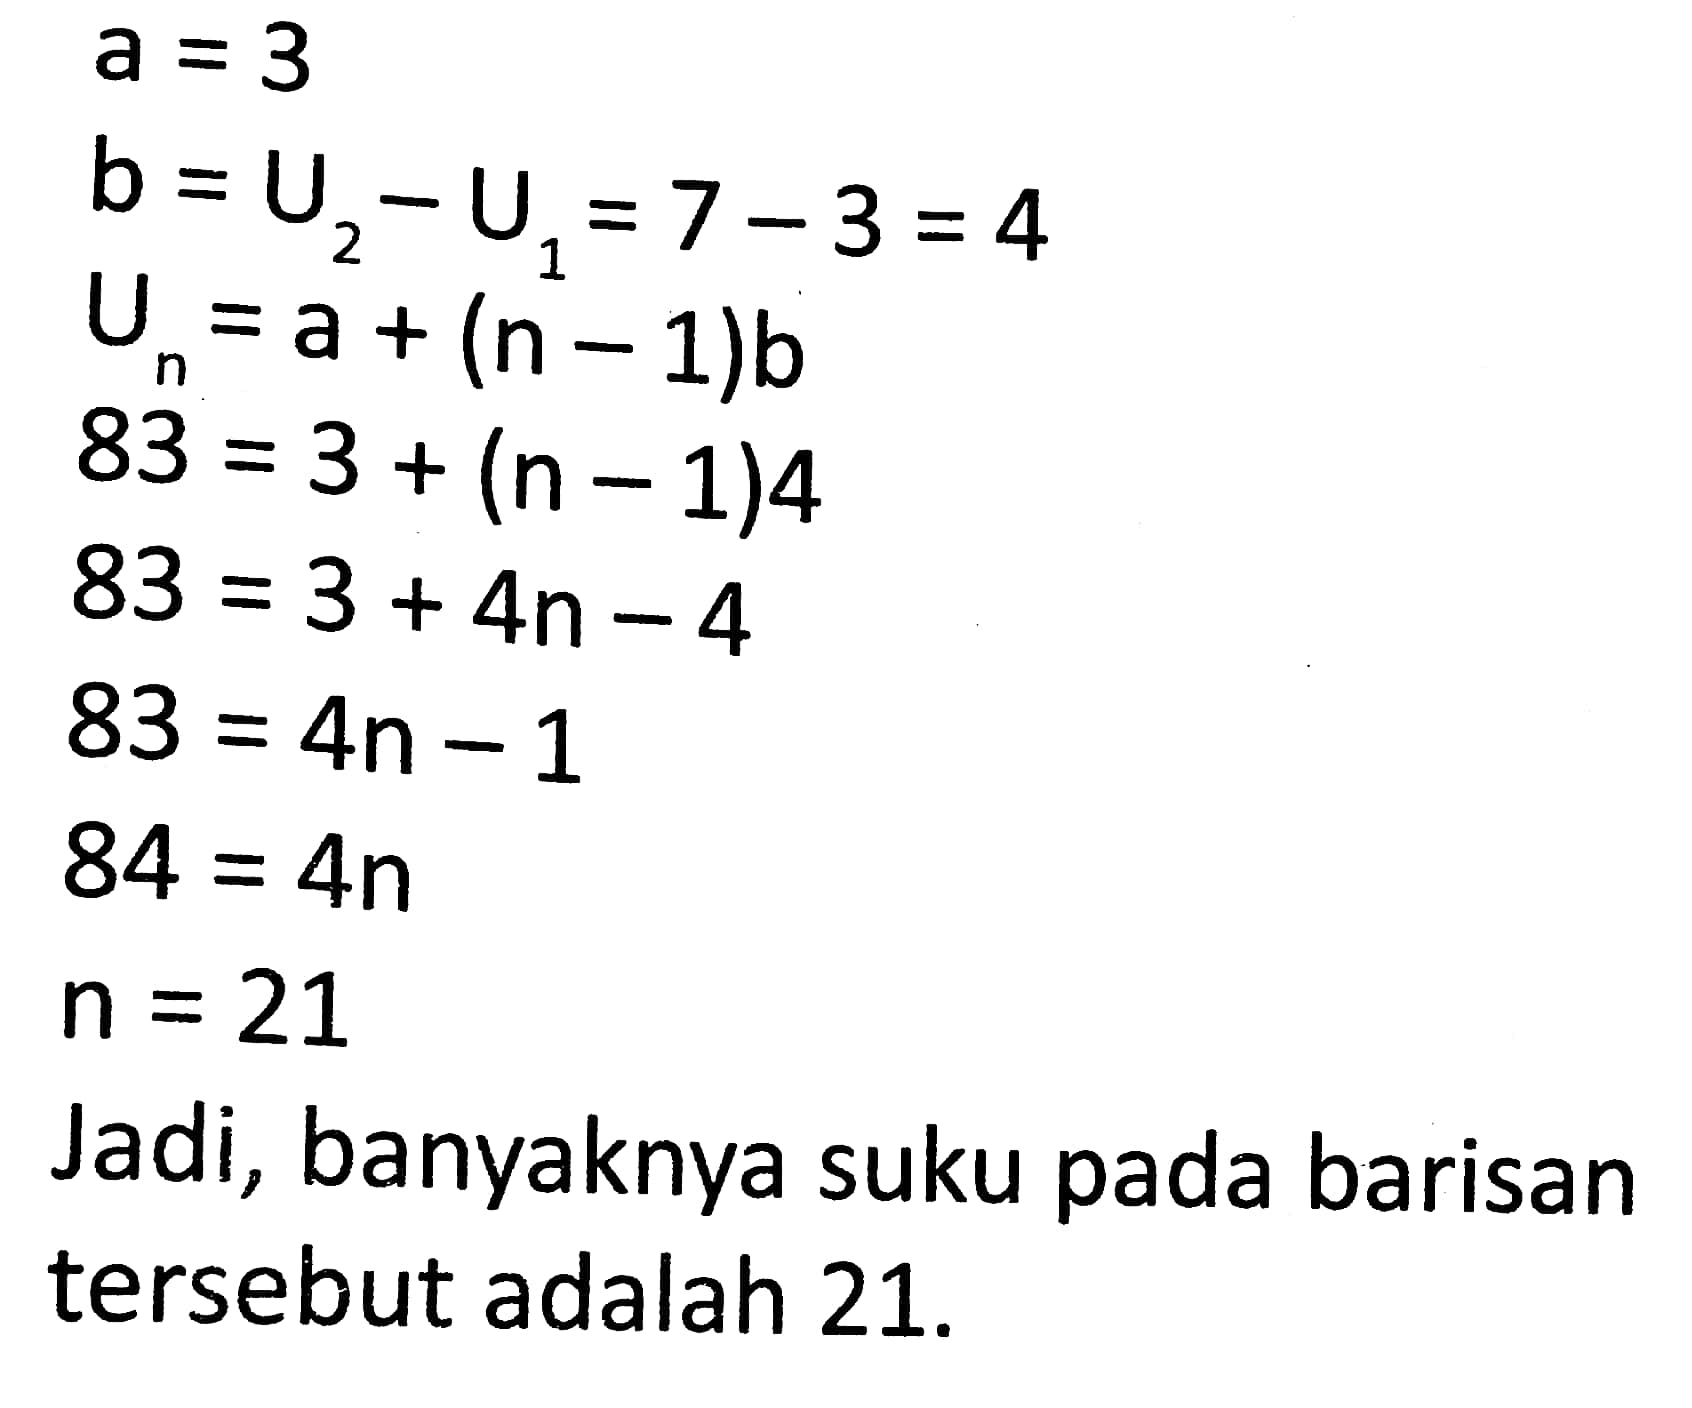 a = 3
b = U₂ – U₁ = 7 – 3 = 4
Uₙ = a + (n – 1)b
83 = 3 + (n – 1)4
83 = 3 + 4n – 4
83 = 4n – 1
84 = 4n
n = 21
Jadi, banyaknya suku pada barisan
tersebut adalah 21.